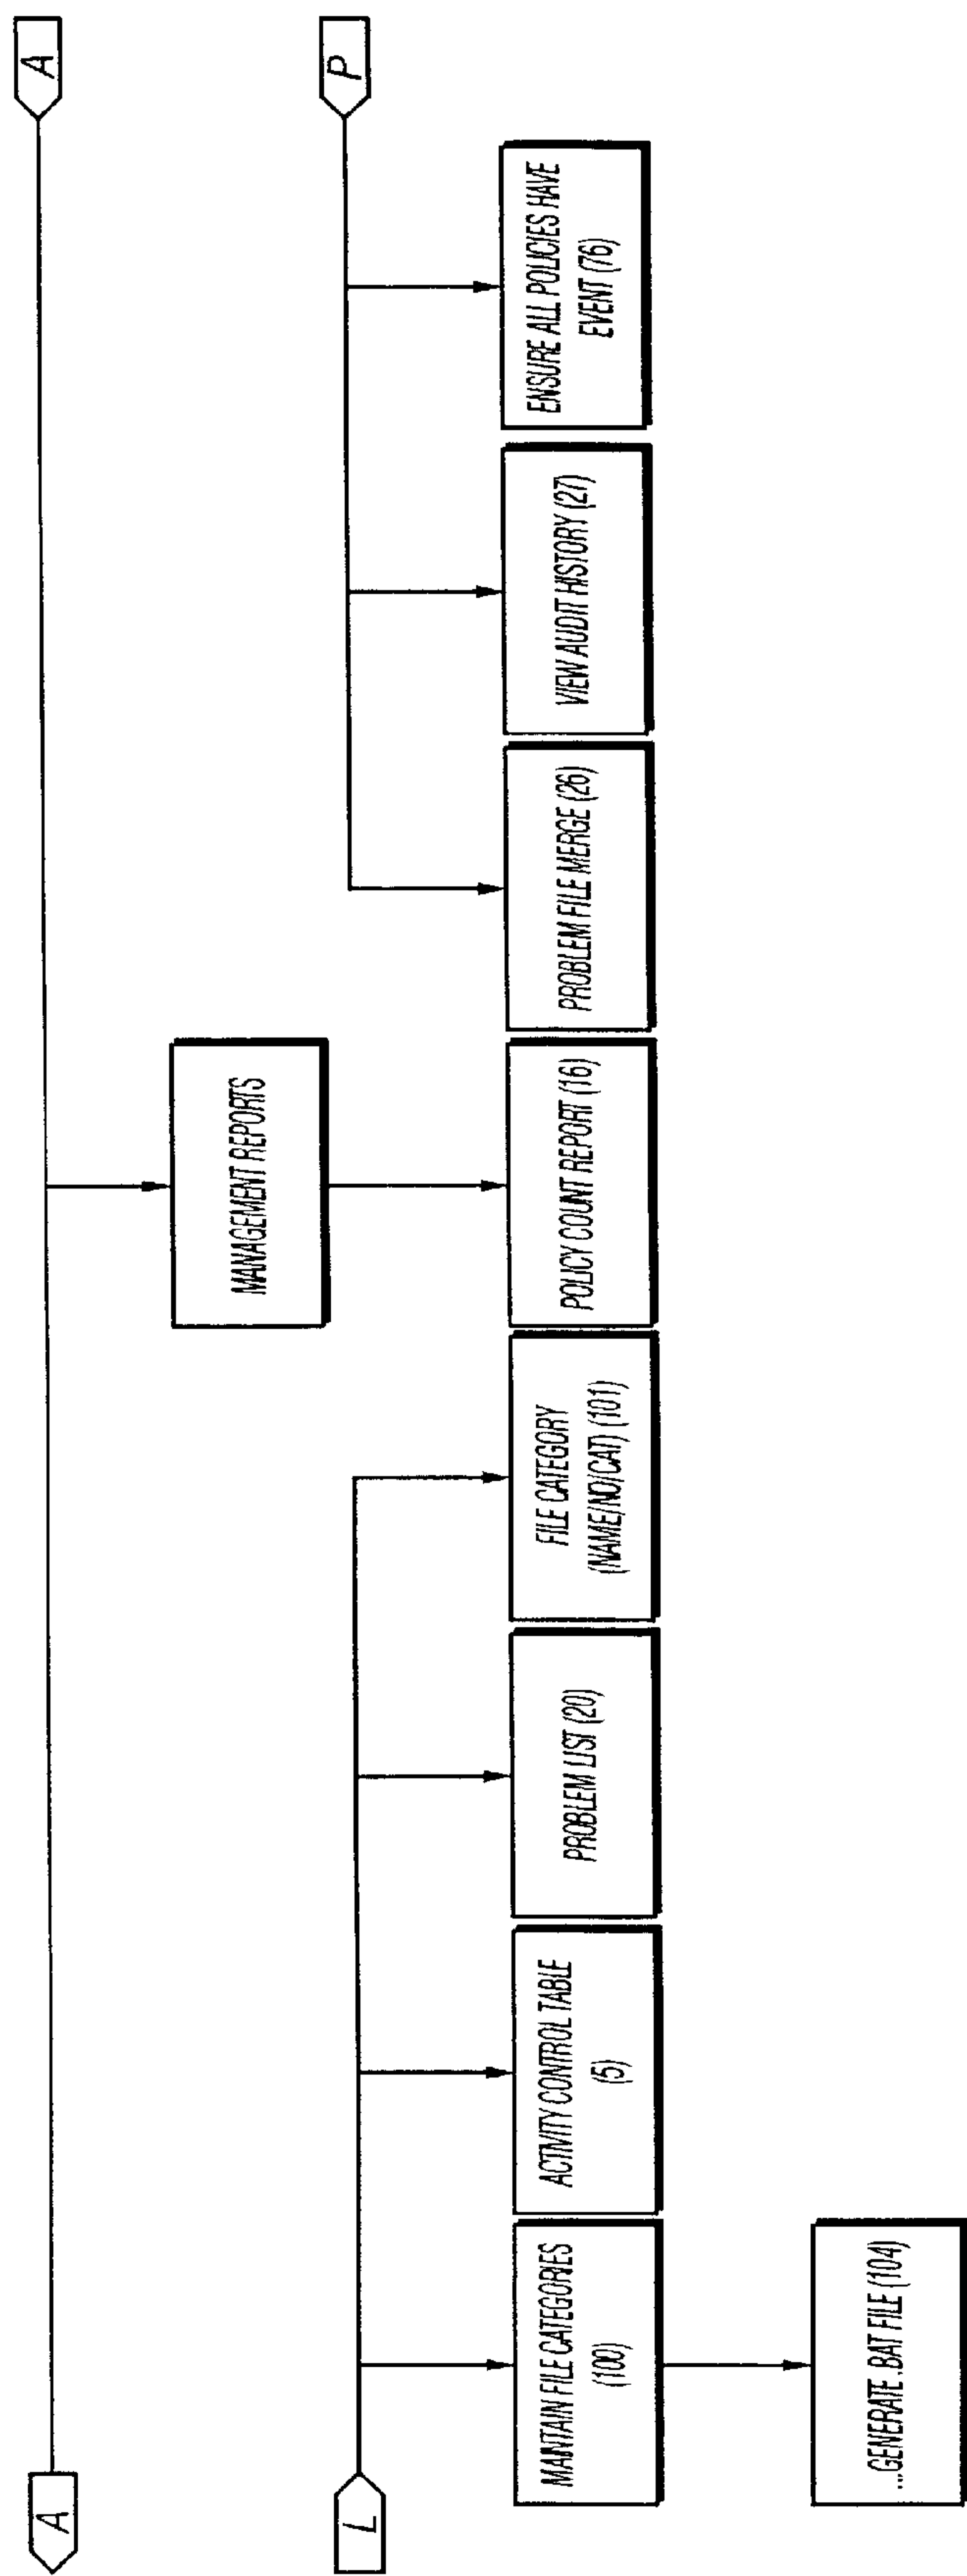 A
A
MANAGEMENT REPORTS
L
P
MAINTAIN FILE CATEGORIES
(100)
ACTIVITY CONTROL TABLE
(5)
PROBLEM LIST (20)
FILE CATEGORY
(NAME/NO/CAT) (101)
POLICY COUNT REPORT (16)
PROBLEM FILE MERGE (26)
VIEW AUDIT HISTORY (27)
ENSURE ALL POLICIES HAVE
EVENT (76)
...GENERATE .BAT FILE (104)